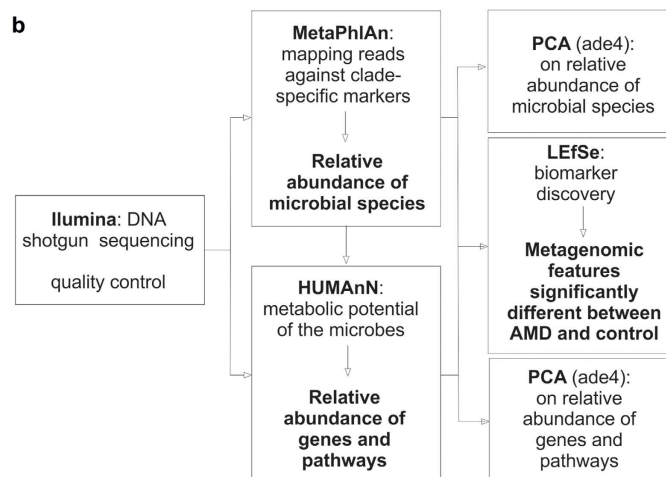 b
Ilumina: DNA
shotgun sequencing
quality control
MetaPhlAn:
mapping reads
against clade-
specific markers
Relative
abundance of
microbial species
HUMAnN:
metabolic potential
of the microbes
Relative
abundance of
genes and
pathways
PCA (ade4):
on relative
abundance of
microbial species
LEfSe:
biomarker
discovery
Metagenomic
features
significantly
different between
AMD and control
PCA (ade4):
on relative
abundance of
genes and
pathways